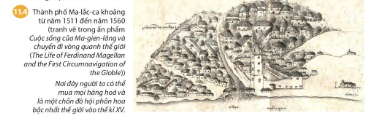 11.4 Thành phố Ma-lắc-ca khoảng
từ năm 1511 đến năm 1560
(tranh vẽ trong ấn phẩm
Cuộc sống của Ma-gien-lăng và
chuyến đi vòng quanh thế giới
(The Life of Ferdinand Magellan
and the First Circumnavigation of
the Globle))
Nơi đây người ta có thể
mua mọi hàng hoá và
là một chốn đô hội phồn hoa
bậc nhất thế giới vào thế kỉ XV.